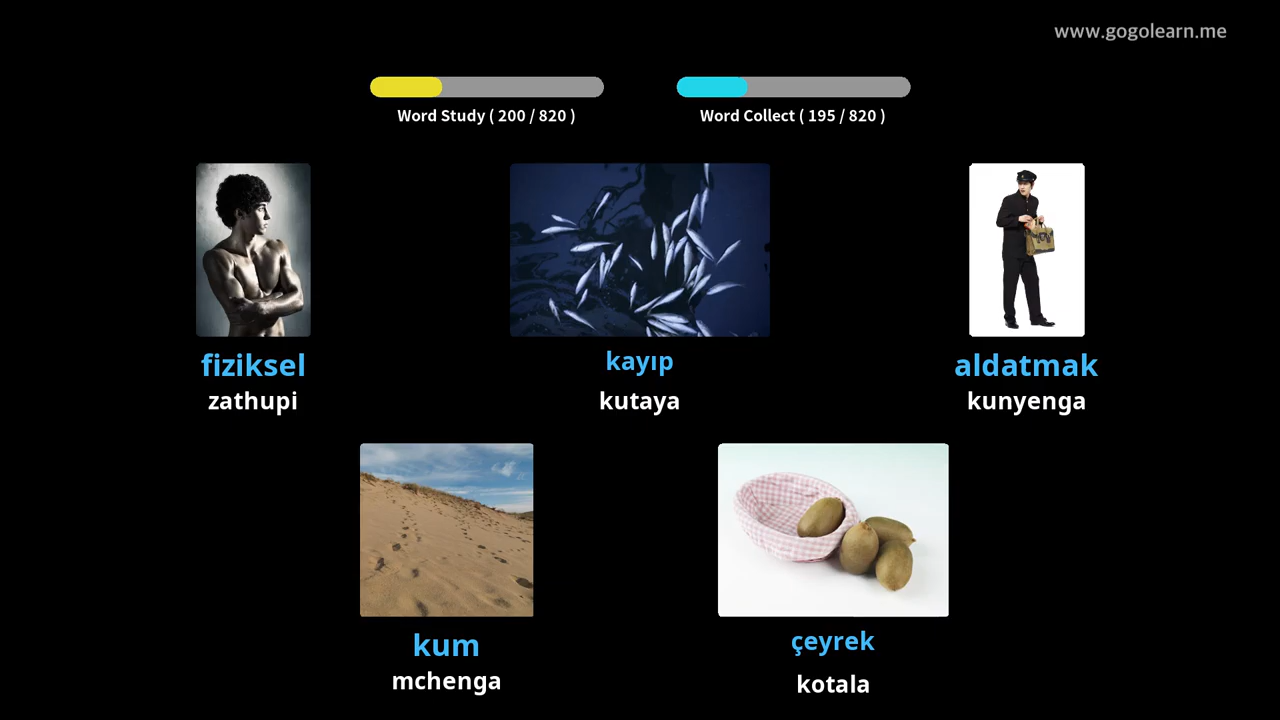 www.gogolearn.me
Word Study ( 200 / 820 )
Word Collect ( 195 / 820 )
fiziksel
zathupi
kayıp
kutaya
aldatmak
kunyenga
kum
mchenga
çeyrek
kotala